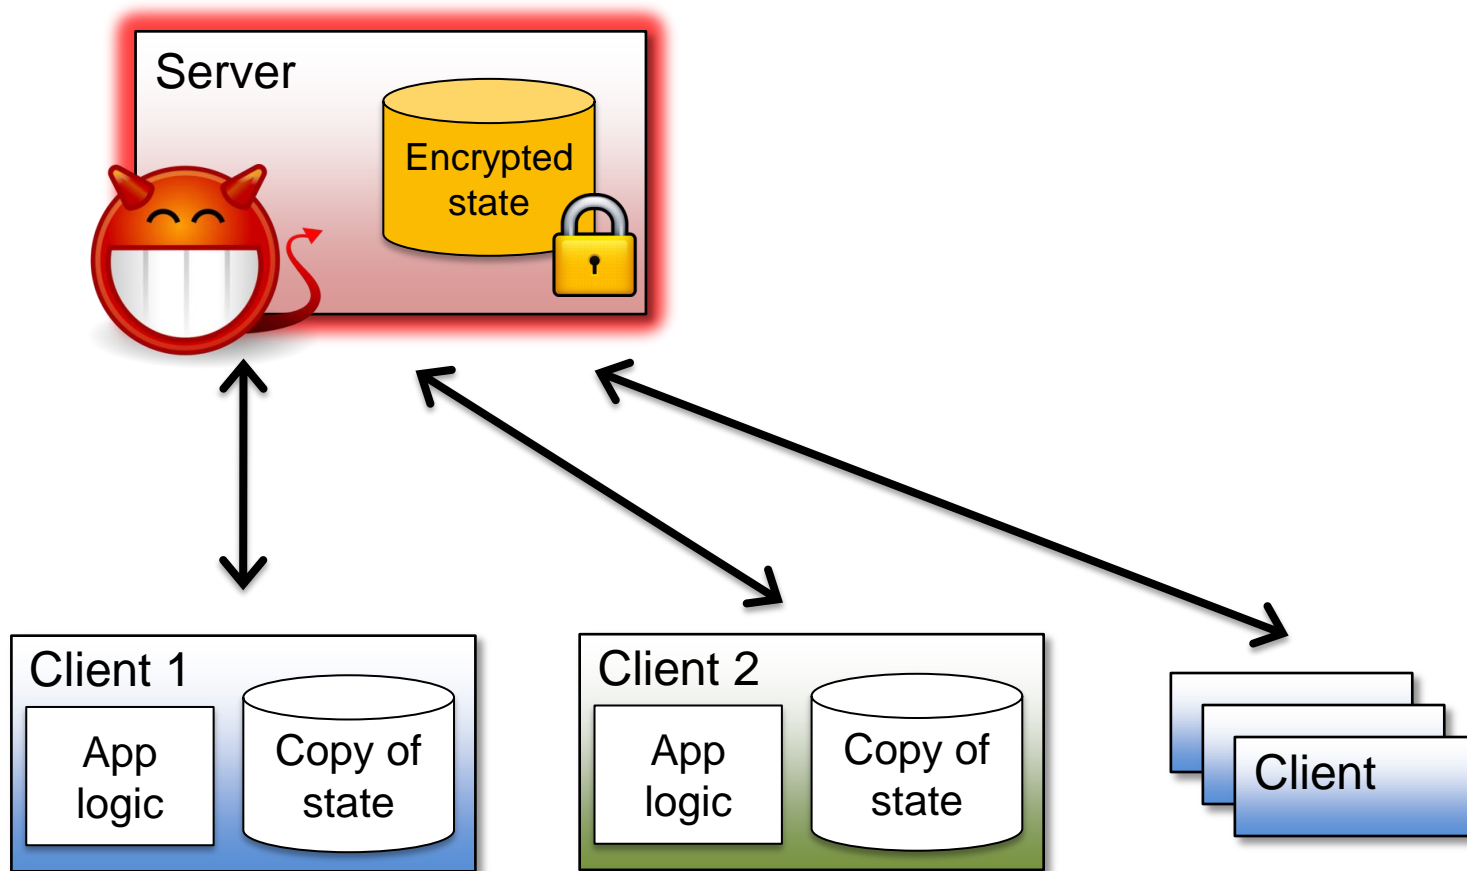 Server
Encrypted
state
Client 1
App
logic
Copy of
state
Client 2
App
logic
Copy of
state
Client